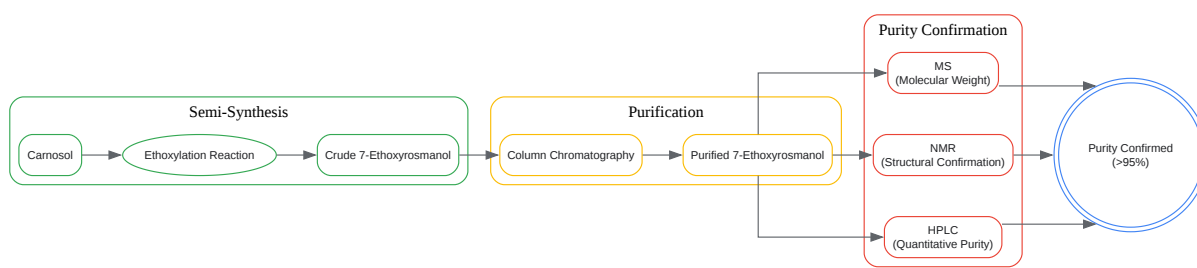 Semi-Synthesis
Carnosol
Ethoxylation Reaction
Crude 7-Ethoxyrosmanol
Purification
Column Chromatography
Purified 7-Ethoxyrosmanol
Purity Confirmation
MS
(Molecular Weight)
NMR
(Structural Confirmation)
HPLC
(Quantitative Purity)
Purity Confirmed
(>95%)